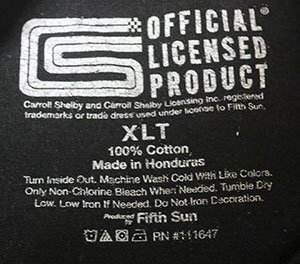 OFFICIAL®
LICENSED
PRODUCT
Carroll Shelby and Carroll Shelby Licensing Inc. registered
trademarks or trade dress used under license to Fifth Sun.
XLT
100% Cotton
Made in Honduras
Turn Inside Out. Machine Wash Cold With Like Colors.
Only Non-Chlorine Bleach When Needed. Tumble Dry
Low. Low Iron If Needed. Do Not Iron Decoration.
Produced by Fifth Sun
RN #111647